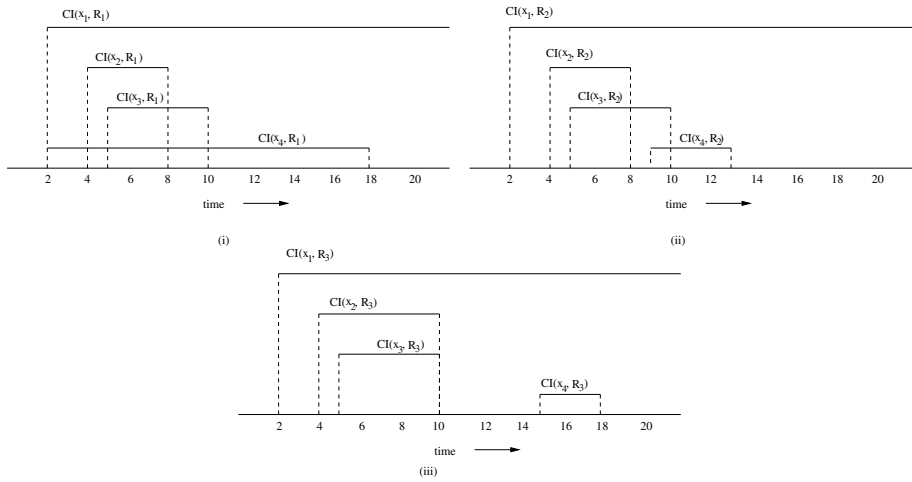 CI(x₁, R₁)
CI(x₂, R₁)
CI(x₃, R₁)
CI(x₄, R₁)
2 4 6 8 10 12 14 16 18 20
time
(i)
CI(x₁, R₂)
CI(x₂, R₂)
CI(x₃, R₂)
CI(x₄, R₂)
2 4 6 8 10 12 14 16 18 20
time
(ii)
CI(x₁, R₃)
CI(x₂, R₃)
CI(x₃, R₃)
CI(x₄, R₃)
2 4 6 8 10 12 14 16 18 20
time
(iii)